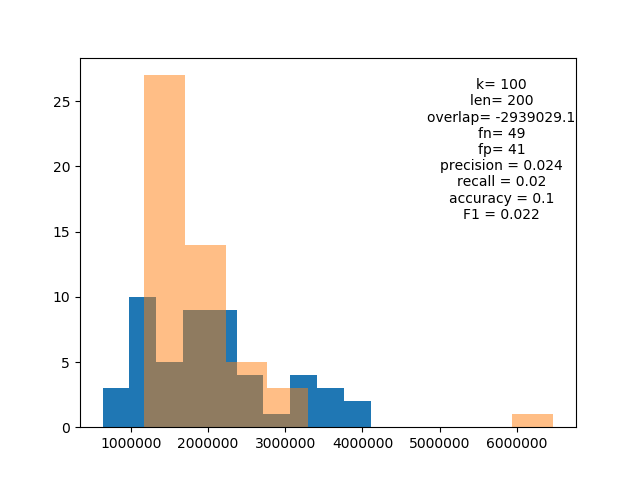 k= 100
len= 200
overlap= -2939029.1
fn= 49
fp= 41
precision = 0.024
recall = 0.02
accuracy = 0.1
F1 = 0.022
25
20
15
10
5
0
1000000 2000000 3000000 4000000 5000000 6000000